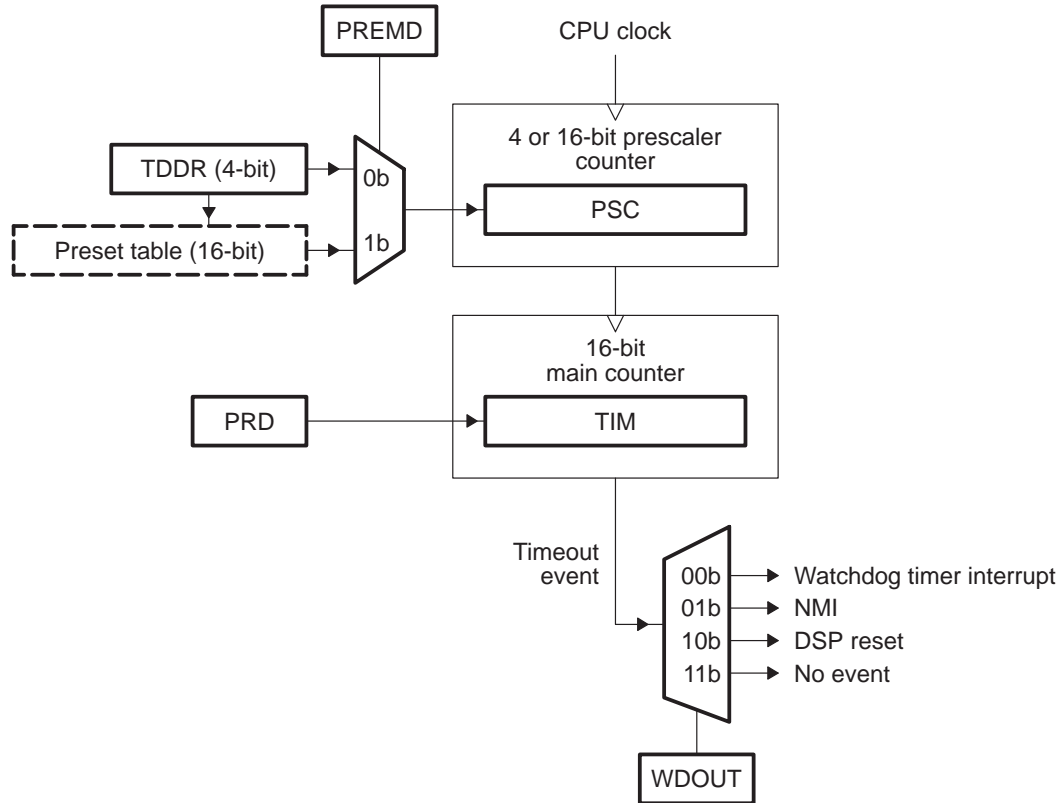 PREMD
CPU clock
4 or 16-bit prescaler
counter
TDDR (4-bit)
0b
PSC
Preset table (16-bit)
1b
16-bit
main counter
PRD
TIM
Timeout
event
00b
Watchdog timer interrupt
01b
NMI
10b
DSP reset
11b
No event
WDOUT